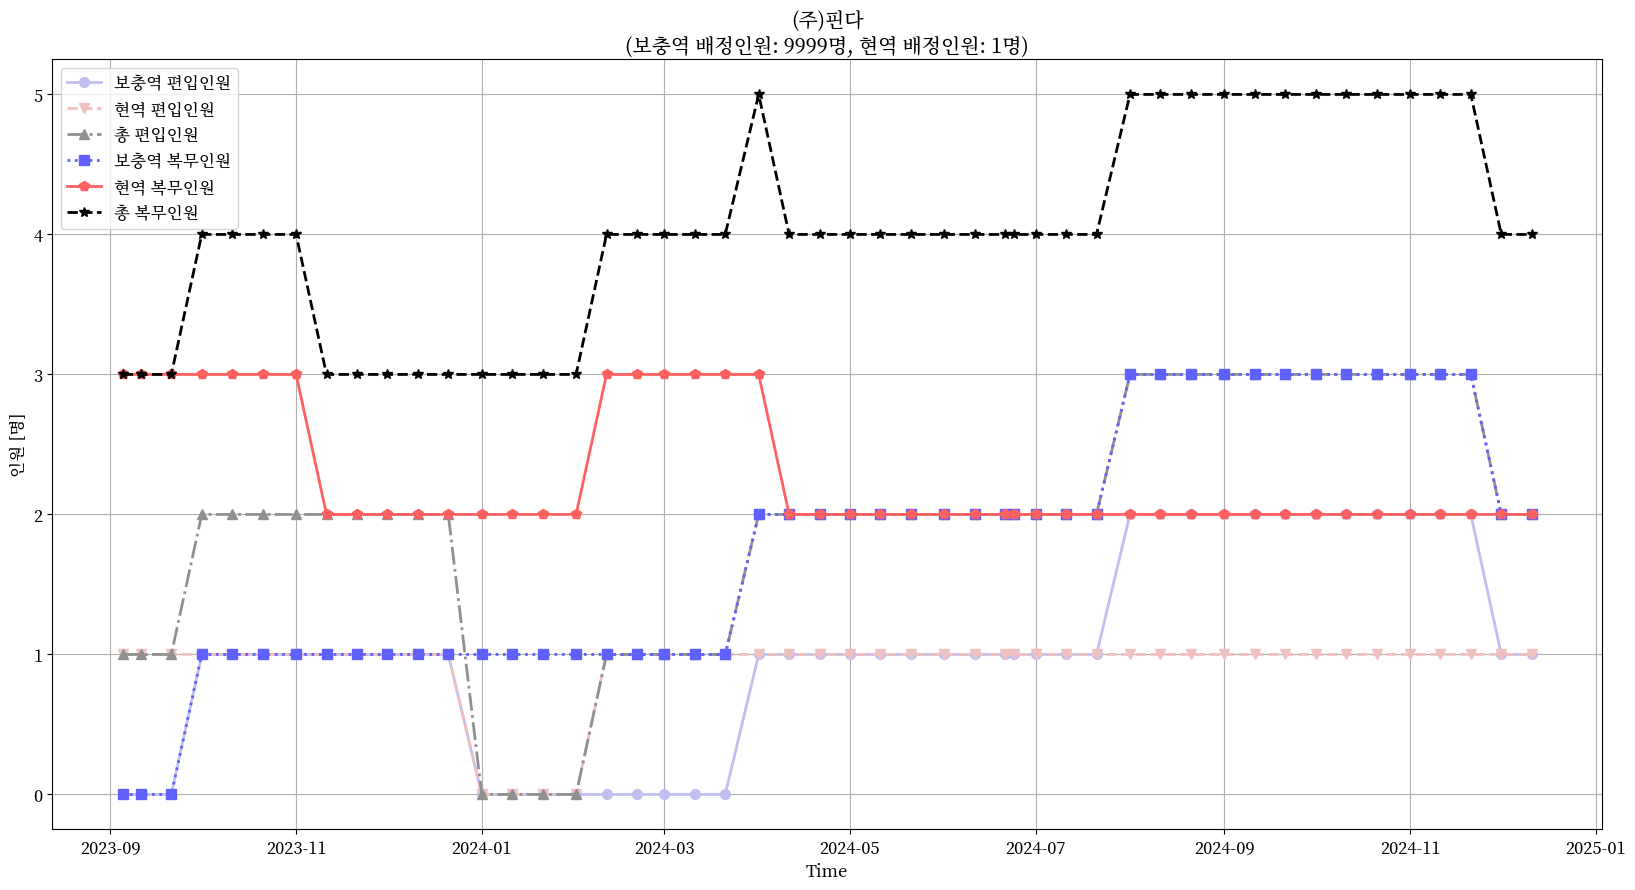 (주)핀다
(보충역 배정인원: 9999명, 현역 배정인원: 1명)
보충역 편입인원
현역 편입인원
총 편입인원
보충역 복무인원
현역 복무인원
총 복무인원
인원 [명]
5
4
3
2
1
0
2023-09 2023-11 2024-01 2024-03 2024-05 2024-07 2024-09 2024-11 2025-01
Time